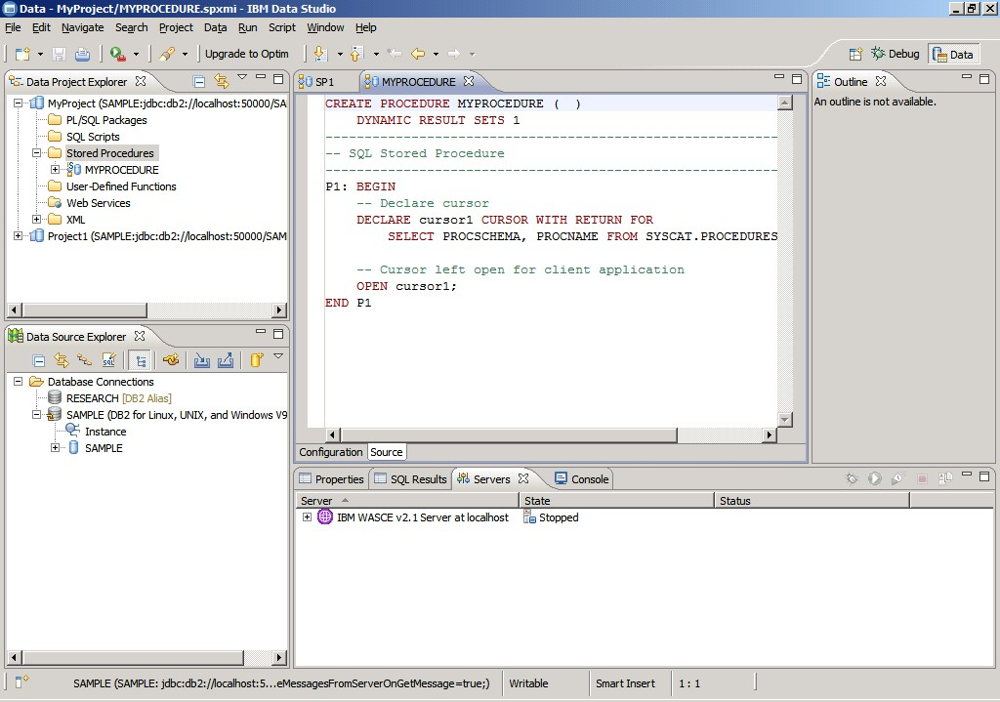 Data - MyProject/MYPROCEDURE.spxmi - IBM Data Studio
File Edit Navigate Search Project Data Run Script Window Help
Upgrade to Optim
Debug
Data
Data Project Explorer
MyProject (SAMPLE:jdbc:db2://localhost:50000/SA
PL/SQL Packages
SQL Scripts
Stored Procedures
MYPROCEDURE
User-Defined Functions
Web Services
XML
Project1 (SAMPLE:jdbc:db2://localhost:50000/SAM
SP1
MYPROCEDURE
CREATE PROCEDURE MYPROCEDURE ( )
DYNAMIC RESULT SETS 1
-- SQL Stored Procedure
P1: BEGIN
-- Declare cursor
DECLARE cursor1 CURSOR WITH RETURN FOR
SELECT PROCSCHEMA, PROCNAME FROM SYSCAT.PROCEDURES
-- Cursor left open for client application
OPEN cursor1;
END P1
Configuration Source
Outline
An outline is not available.
Data Source Explorer
SQL
Database Connections
RESEARCH [DB2 Alias]
SAMPLE (DB2 for Linux, UNIX, and Windows V9
Instance
SAMPLE
Properties SQL Results Servers Console
Server State Status
IBM WASCE v2.1 Server at localhost Stopped
SAMPLE (SAMPLE: jdbc:db2://localhost:5...eMessagesFromServerOnGetMessage=true;) Writable Smart Insert 1 : 1